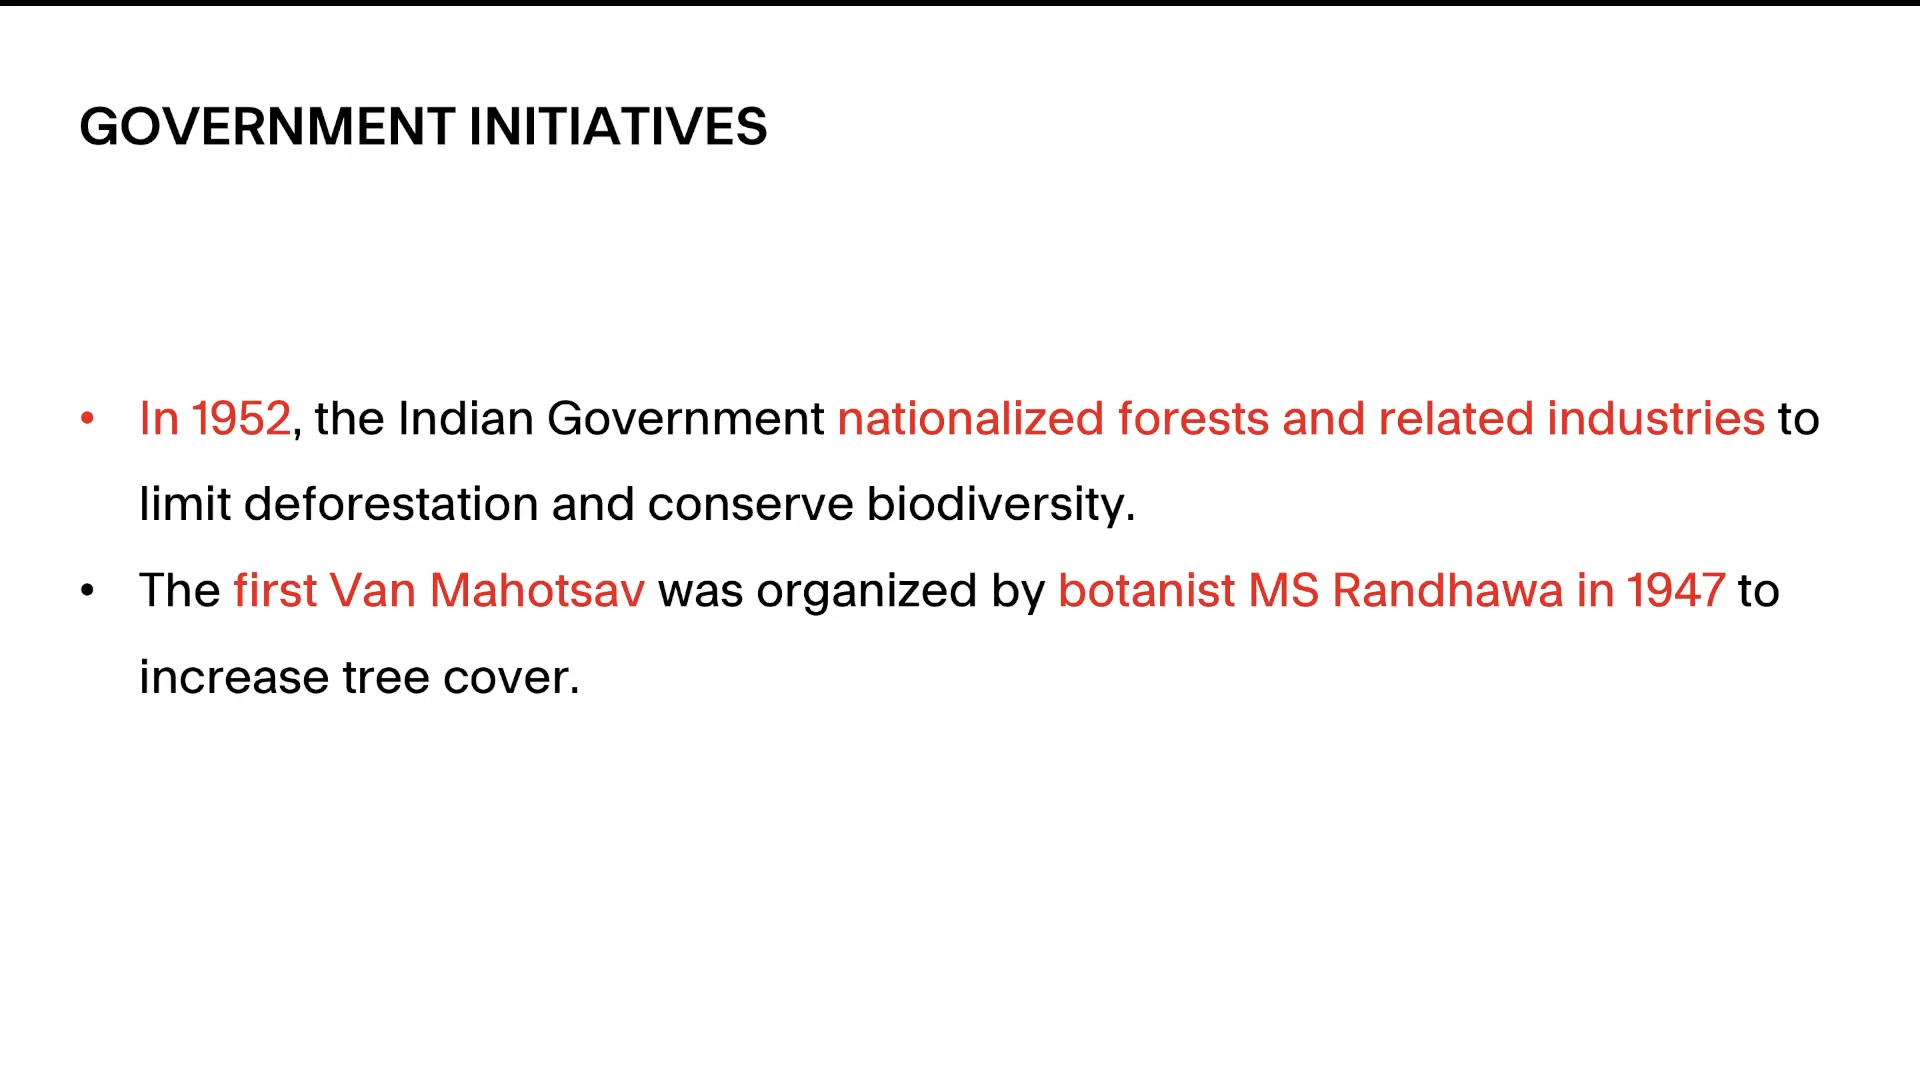 GOVERNMENT INITIATIVES
• In 1952, the Indian Government nationalized forests and related industries to
limit deforestation and conserve biodiversity.
• The first Van Mahotsav was organized by botanist MS Randhawa in 1947 to
increase tree cover.